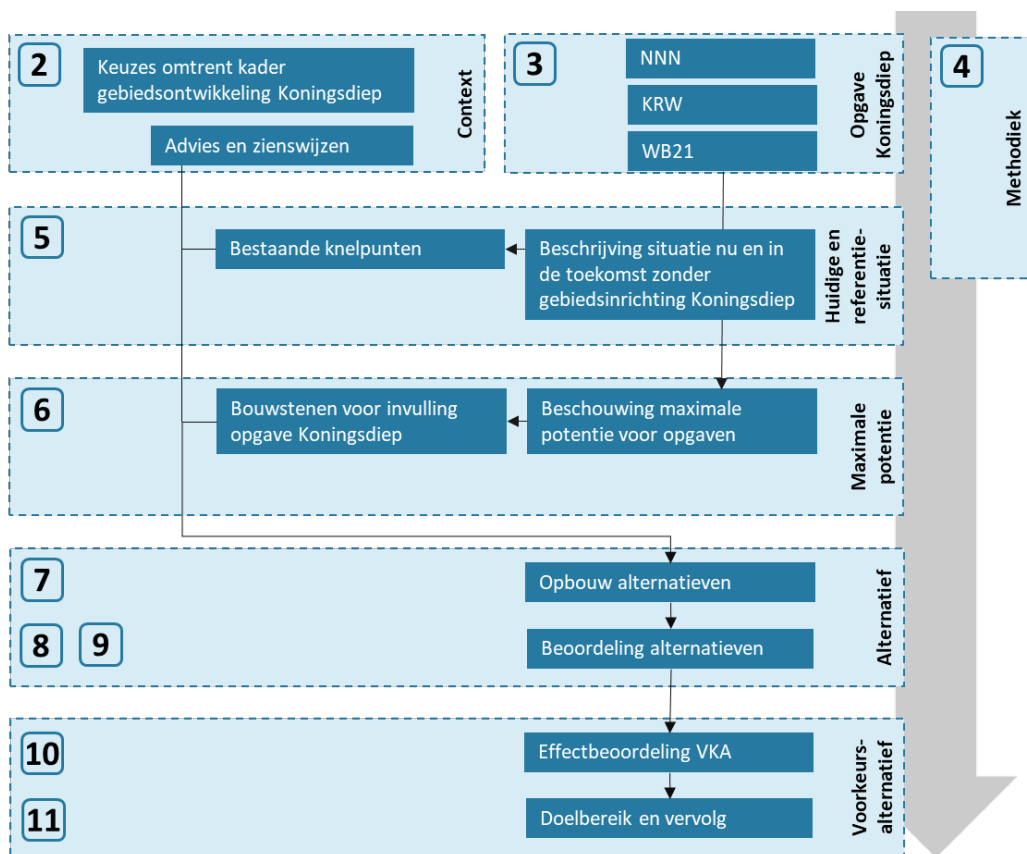 2
Keuzes omtrent kader
gebiedsontwikkeling Koningsdiep
Advies en zienswijzen
Context
3
NNN
KRW
WB21
Opgave
Koningsdiep
4
Methodiek
5
Bestaande knelpunten
Beschrijving situatie nu en in
de toekomst zonder
gebiedsinrichting Koningsdiep
Huidige en
referentie-
situatie
6
Bouwstenen voor invulling
opgave Koningsdiep
Beschouwing maximale
potentie voor opgaven
Maximale
potentie
7
Opbouw alternatieven
8 9
Beoordeling alternatieven
Alternatief
10
Effectbeoordeling VKA
11
Doelbereik en vervolg
Voorkeurs-
alternatief